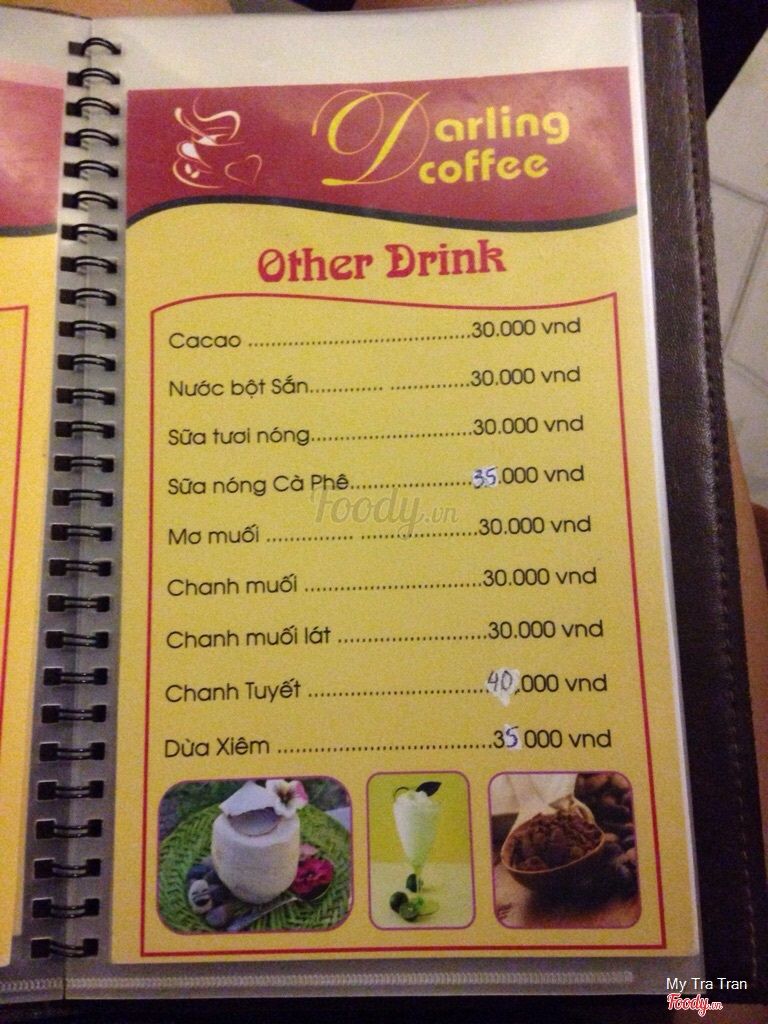 Darling
coffee
Other Drink
Cacao .....................................30.000 vnd
Nước bột Sắn............. ..............30.000 vnd
Sữa tươi nóng............................30.000 vnd
Sữa nóng Cà Phê.....................35.000 vnd
Foody.vn
Mơ muối ............... ....................30.000 vnd
Chanh muối ..............................30.000 vnd
Chanh muối lát .........................30.000 vnd
Chanh Tuyết ..............................40.000 vnd
Dừa Xiêm ....................................35 000 vnd
My Tra Tran
Foody.vn